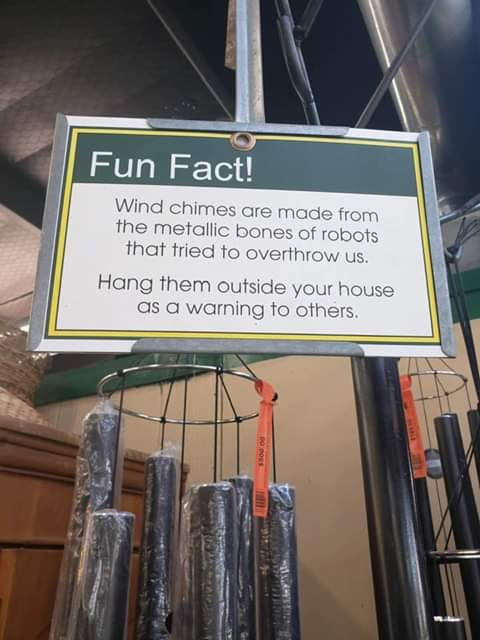 Fun Fact!
Wind chimes are made from
the metallic bones of robots
that tried to overthrow us.
Hang them outside your house
as a warning to others.